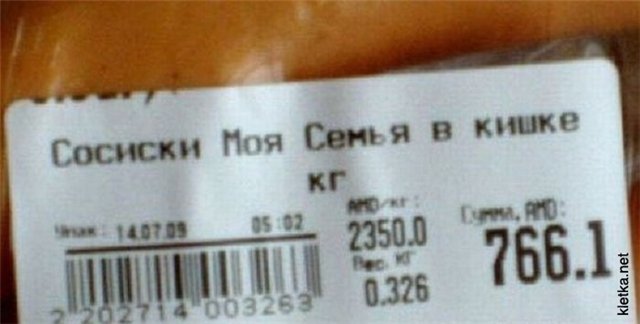 Сосиски Моя Семья в кишке
кг
Упак: 14.07.09 05:02
AMD/кг:
2350.0
Вес, кг
0.326
Сумма, AMD:
766.1
2 202714 003263
kletka.net